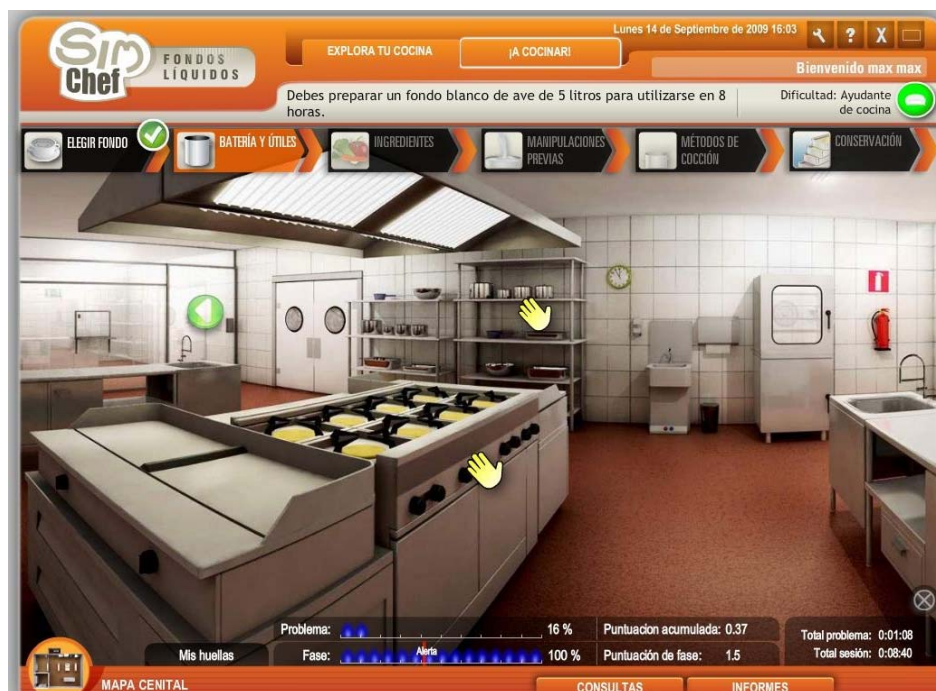 Sim
Chef
FONDOS
LÍQUIDOS
EXPLORA TU COCINA
¡A COCINAR!
Lunes 14 de Septiembre de 2009 16:03
? X
Bienvenido max max
Debes preparar un fondo blanco de ave de 5 litros para utilizarse en 8
horas.
Dificultad: Ayudante
de cocina
ELEGIR FONDO
BATERÍA Y ÚTILES
INGREDIENTES
MANIPULACIONES
PREVIAS
MÉTODOS DE
COCCIÓN
CONSERVACIÓN
Problema:
16 %
Puntuacion acumulada: 0.37
Total problema: 0:01:08
Mis huellas
Fase:
Alerta
100 %
Puntuación de fase: 1.5
Total sesión: 0:08:40
MAPA CENITAL
CONSULTAS
INFORMES